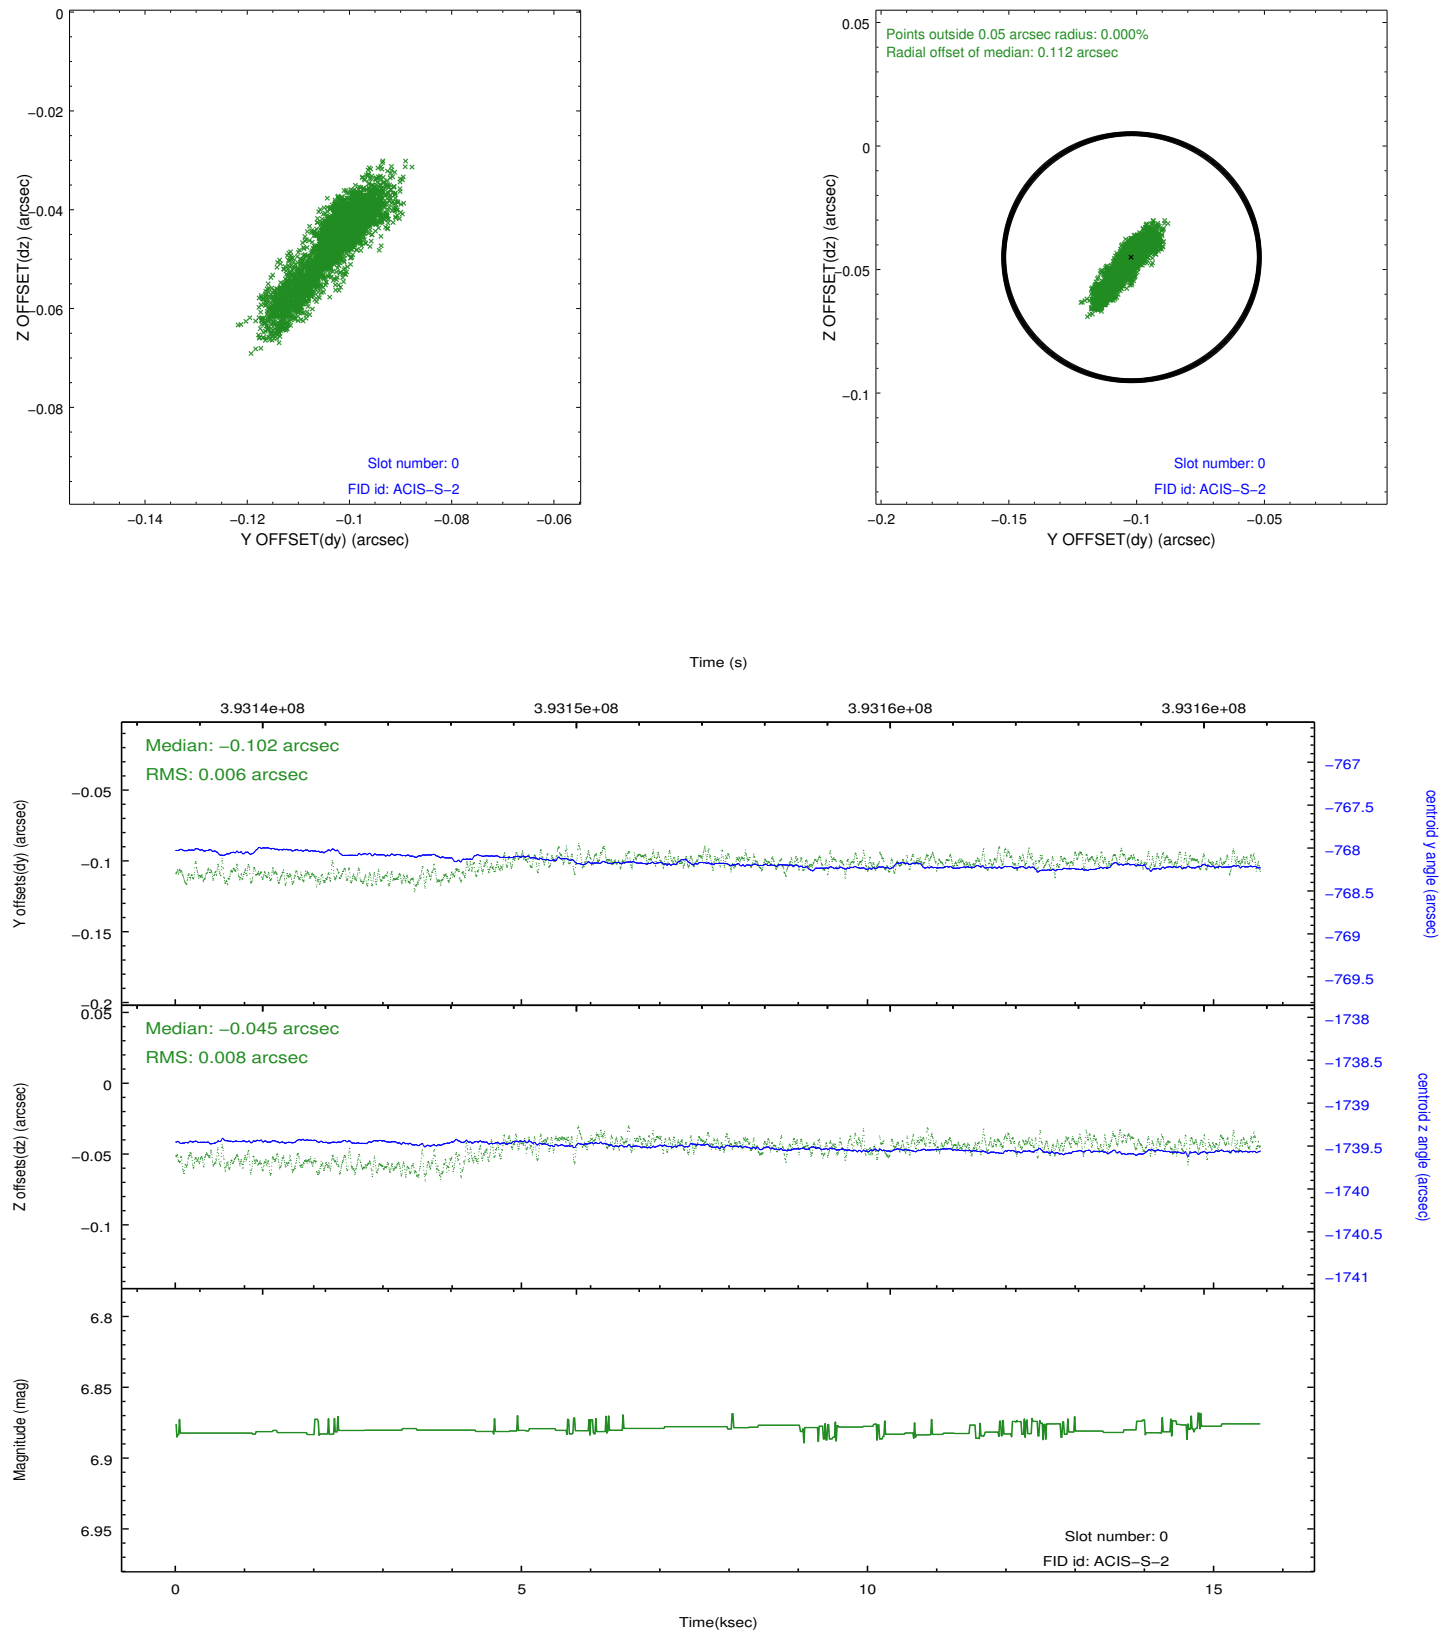 0
−0.02
−0.04
−0.06
−0.08
Z OFFSET(dz) (arcsec)
Slot number: 0
FID id: ACIS−S−2
−0.14
−0.12
−0.1
−0.08
−0.06
Y OFFSET(dy) (arcsec)
Points outside 0.05 arcsec radius: 0.000%
Radial offset of median: 0.112 arcsec
0.05
0
−0.05
−0.1
Z OFFSET(dz) (arcsec)
Slot number: 0
FID id: ACIS−S−2
−0.2
−0.15
−0.1
−0.05
Y OFFSET(dy) (arcsec)
Time (s)
3.9314e+08
3.9315e+08
3.9316e+08
3.9316e+08
Median: −0.102 arcsec
RMS: 0.006 arcsec
−0.05
−0.1
−0.15
−0.2
Y offsets(dy) (arcsec)
−767
−767.5
−768
−768.5
−769
−769.5
centroid y angle (arcsec)
Median: −0.045 arcsec
RMS: 0.008 arcsec
0.05
0
−0.05
−0.1
Z offsets(dz) (arcsec)
−1738
−1738.5
−1739
−1739.5
−1740
−1740.5
−1741
centroid z angle (arcsec)
6.8
6.85
6.9
6.95
Magnitude (mag)
Slot number: 0
FID id: ACIS−S−2
0
5
10
15
Time(ksec)